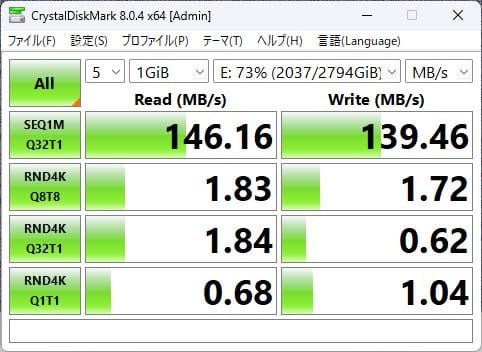 CrystalDiskMark 8.0.4 x64 [Admin]
ファイル(F) 設定(S) プロファイル(P) テーマ(T) ヘルプ(H) 言語(Language)
All 5 1GiB E: 73% (2037/2794GiB) MB/s
Read (MB/s) Write (MB/s)
SEQ1M
Q32T1 146.16 139.46
RND4K
Q8T8 1.83 1.72
RND4K
Q32T1 1.84 0.62
RND4K
Q1T1 0.68 1.04